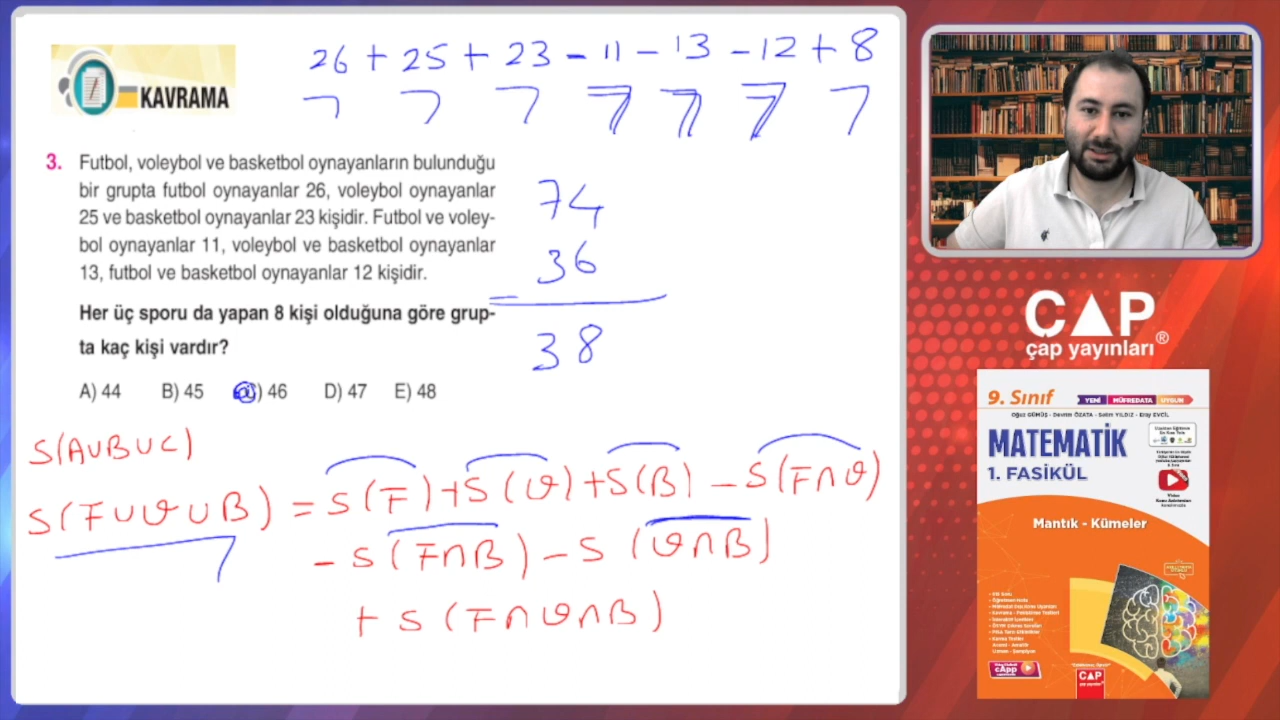 26 + 25 + 23 - 11 - 13 - 12 + 8
KAVRAMA
3. Futbol, voleybol ve basketbol oynayanların bulunduğu
bir grupta futbol oynayanlar 26, voleybol oynayanlar
25 ve basketbol oynayanlar 23 kişidir. Futbol ve voley-
bol oynayanlar 11, voleybol ve basketbol oynayanlar
13, futbol ve basketbol oynayanlar 12 kişidir.
Her üç sporu da yapan 8 kişi olduğuna göre grup-
ta kaç kişi vardır?
A) 44 B) 45 C) 46 D) 47 E) 48
74
36
38
S(A∪B∪C)
S(F∪V∪B) = S(F) + S(V) + S(B) - S(F∩V)
- S(F∩B) - S(V∩B)
+ S(F∩V∩B)
ÇAP
çap yayınları®
9. Sınıf
YENİ MÜFREDATA UYGUN
MATEMATİK
1. FASİKÜL
Mantık - Kümeler
ÇAP